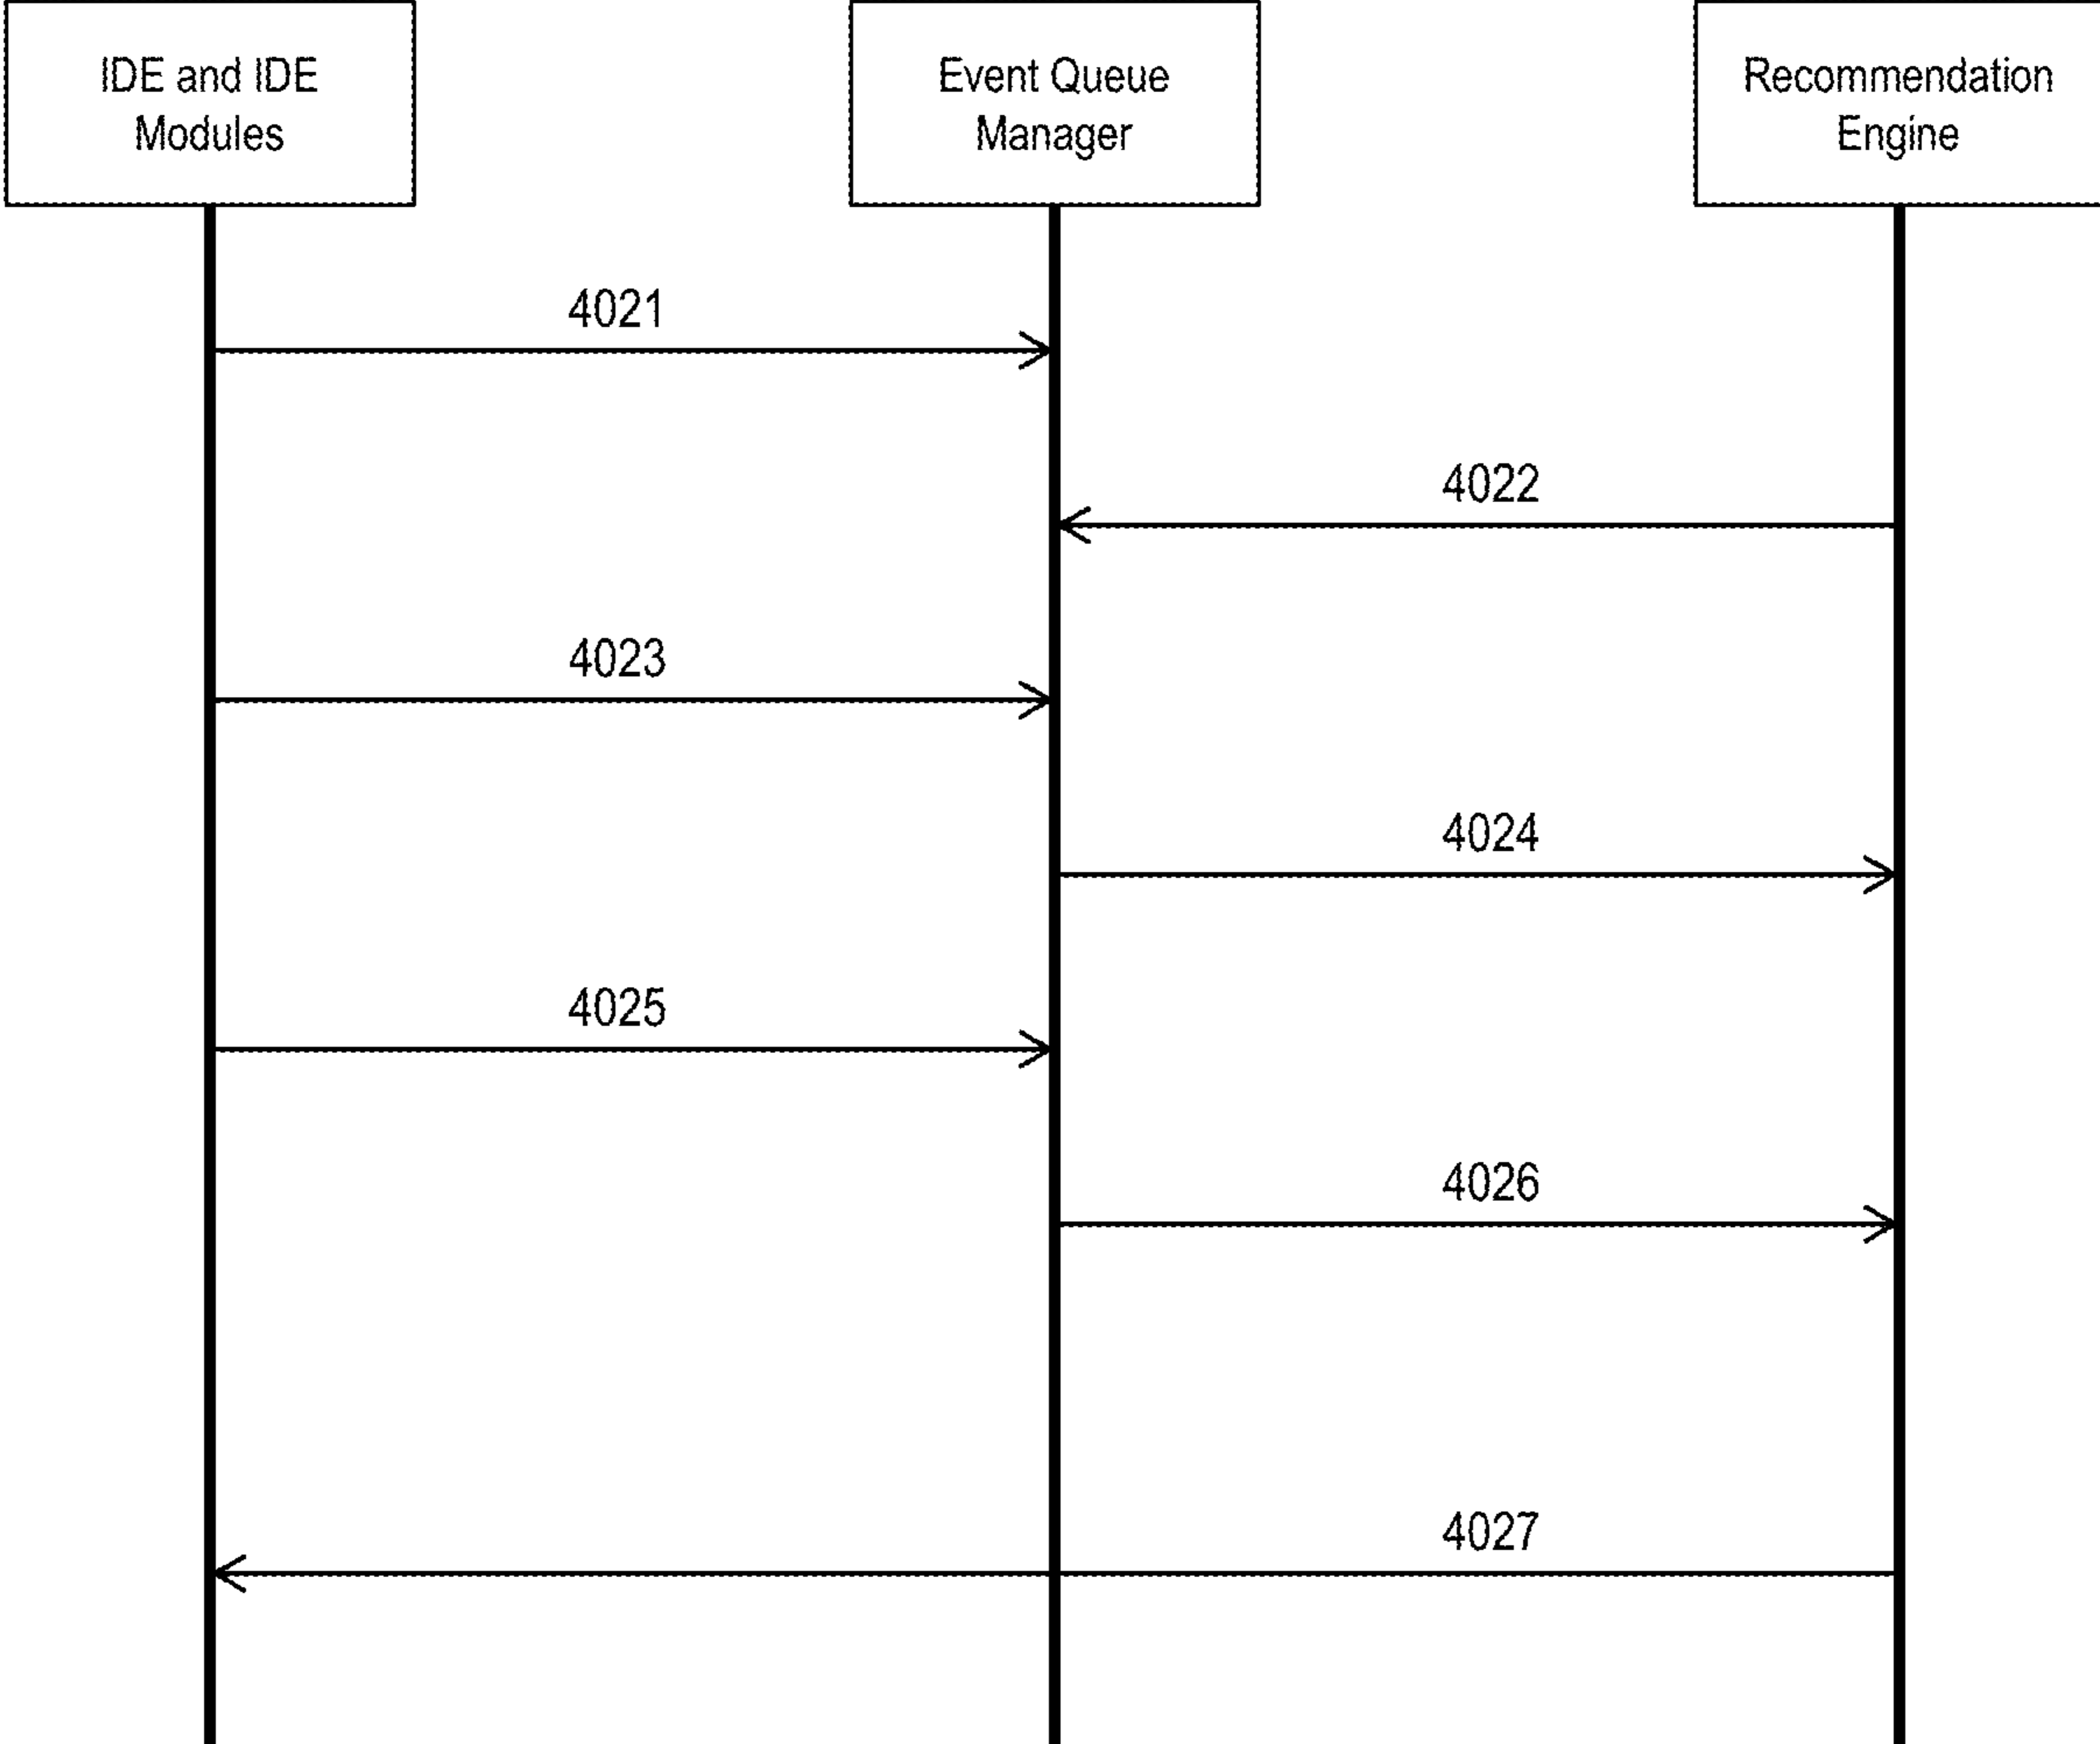 IDE and IDE
Modules
Event Queue
Manager
Recommendation
Engine
4021
4022
4023
4024
4025
4026
4027